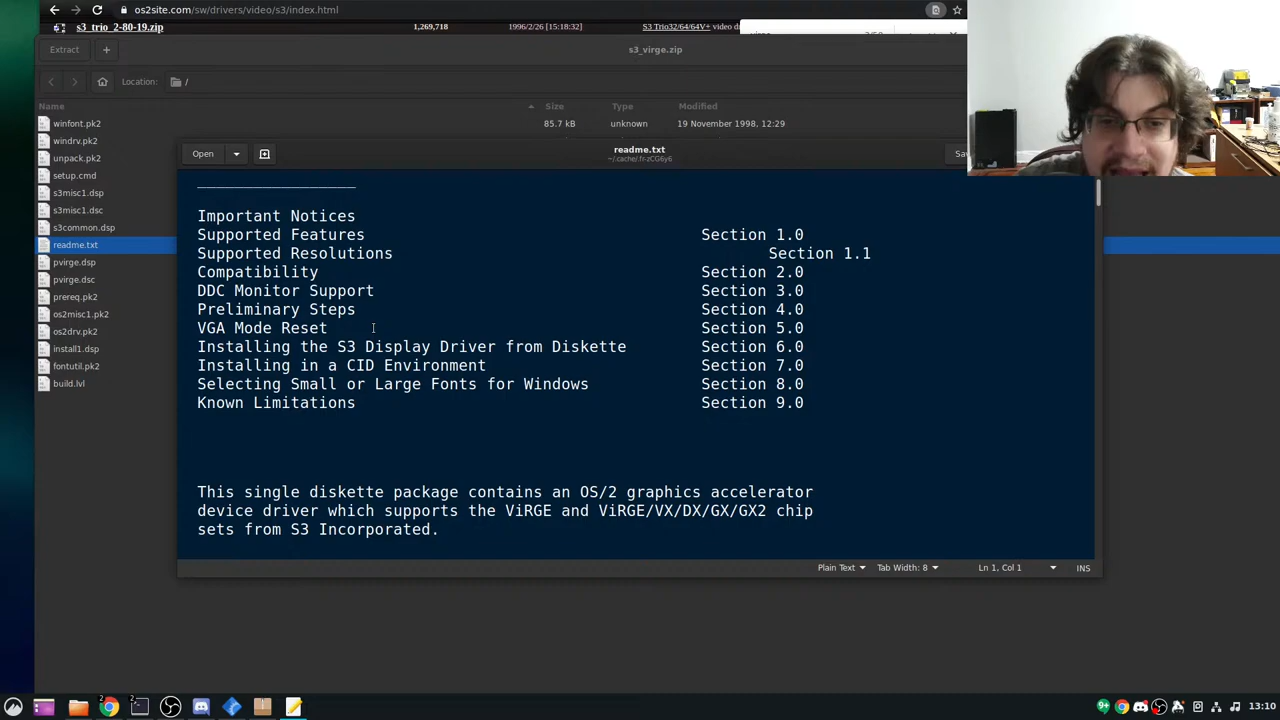 os2site.com/sw/drivers/video/s3/index.html
s3_trio_2-80-19.zip 1,269,718 1996/2/26 [15:18:32] S3 Trio32/64/64V+ video d
Extract s3_virge.zip
Location: /
Name Size Type Modified
winfont.pk2 85.7 kB unknown 19 November 1998, 12:29
windrv.pk2
unpack.pk2
setup.cmd
s3misc1.dsp
s3misc1.dsc
s3common.dsp
readme.txt
pvirge.dsp
pvirge.dsc
prereq.pk2
os2misc1.pk2
os2drv.pk2
install1.dsp
fontutil.pk2
build.lvl
Open readme.txt Sa
~/.cache/.fr-zCG6y6
Important Notices
Supported Features Section 1.0
Supported Resolutions Section 1.1
Compatibility Section 2.0
DDC Monitor Support Section 3.0
Preliminary Steps Section 4.0
VGA Mode Reset Section 5.0
Installing the S3 Display Driver from Diskette Section 6.0
Installing in a CID Environment Section 7.0
Selecting Small or Large Fonts for Windows Section 8.0
Known Limitations Section 9.0
This single diskette package contains an OS/2 graphics accelerator
device driver which supports the ViRGE and ViRGE/VX/DX/GX/GX2 chip
sets from S3 Incorporated.
Plain Text Tab Width: 8 Ln 1, Col 1 INS
2 2 9+ 13:10